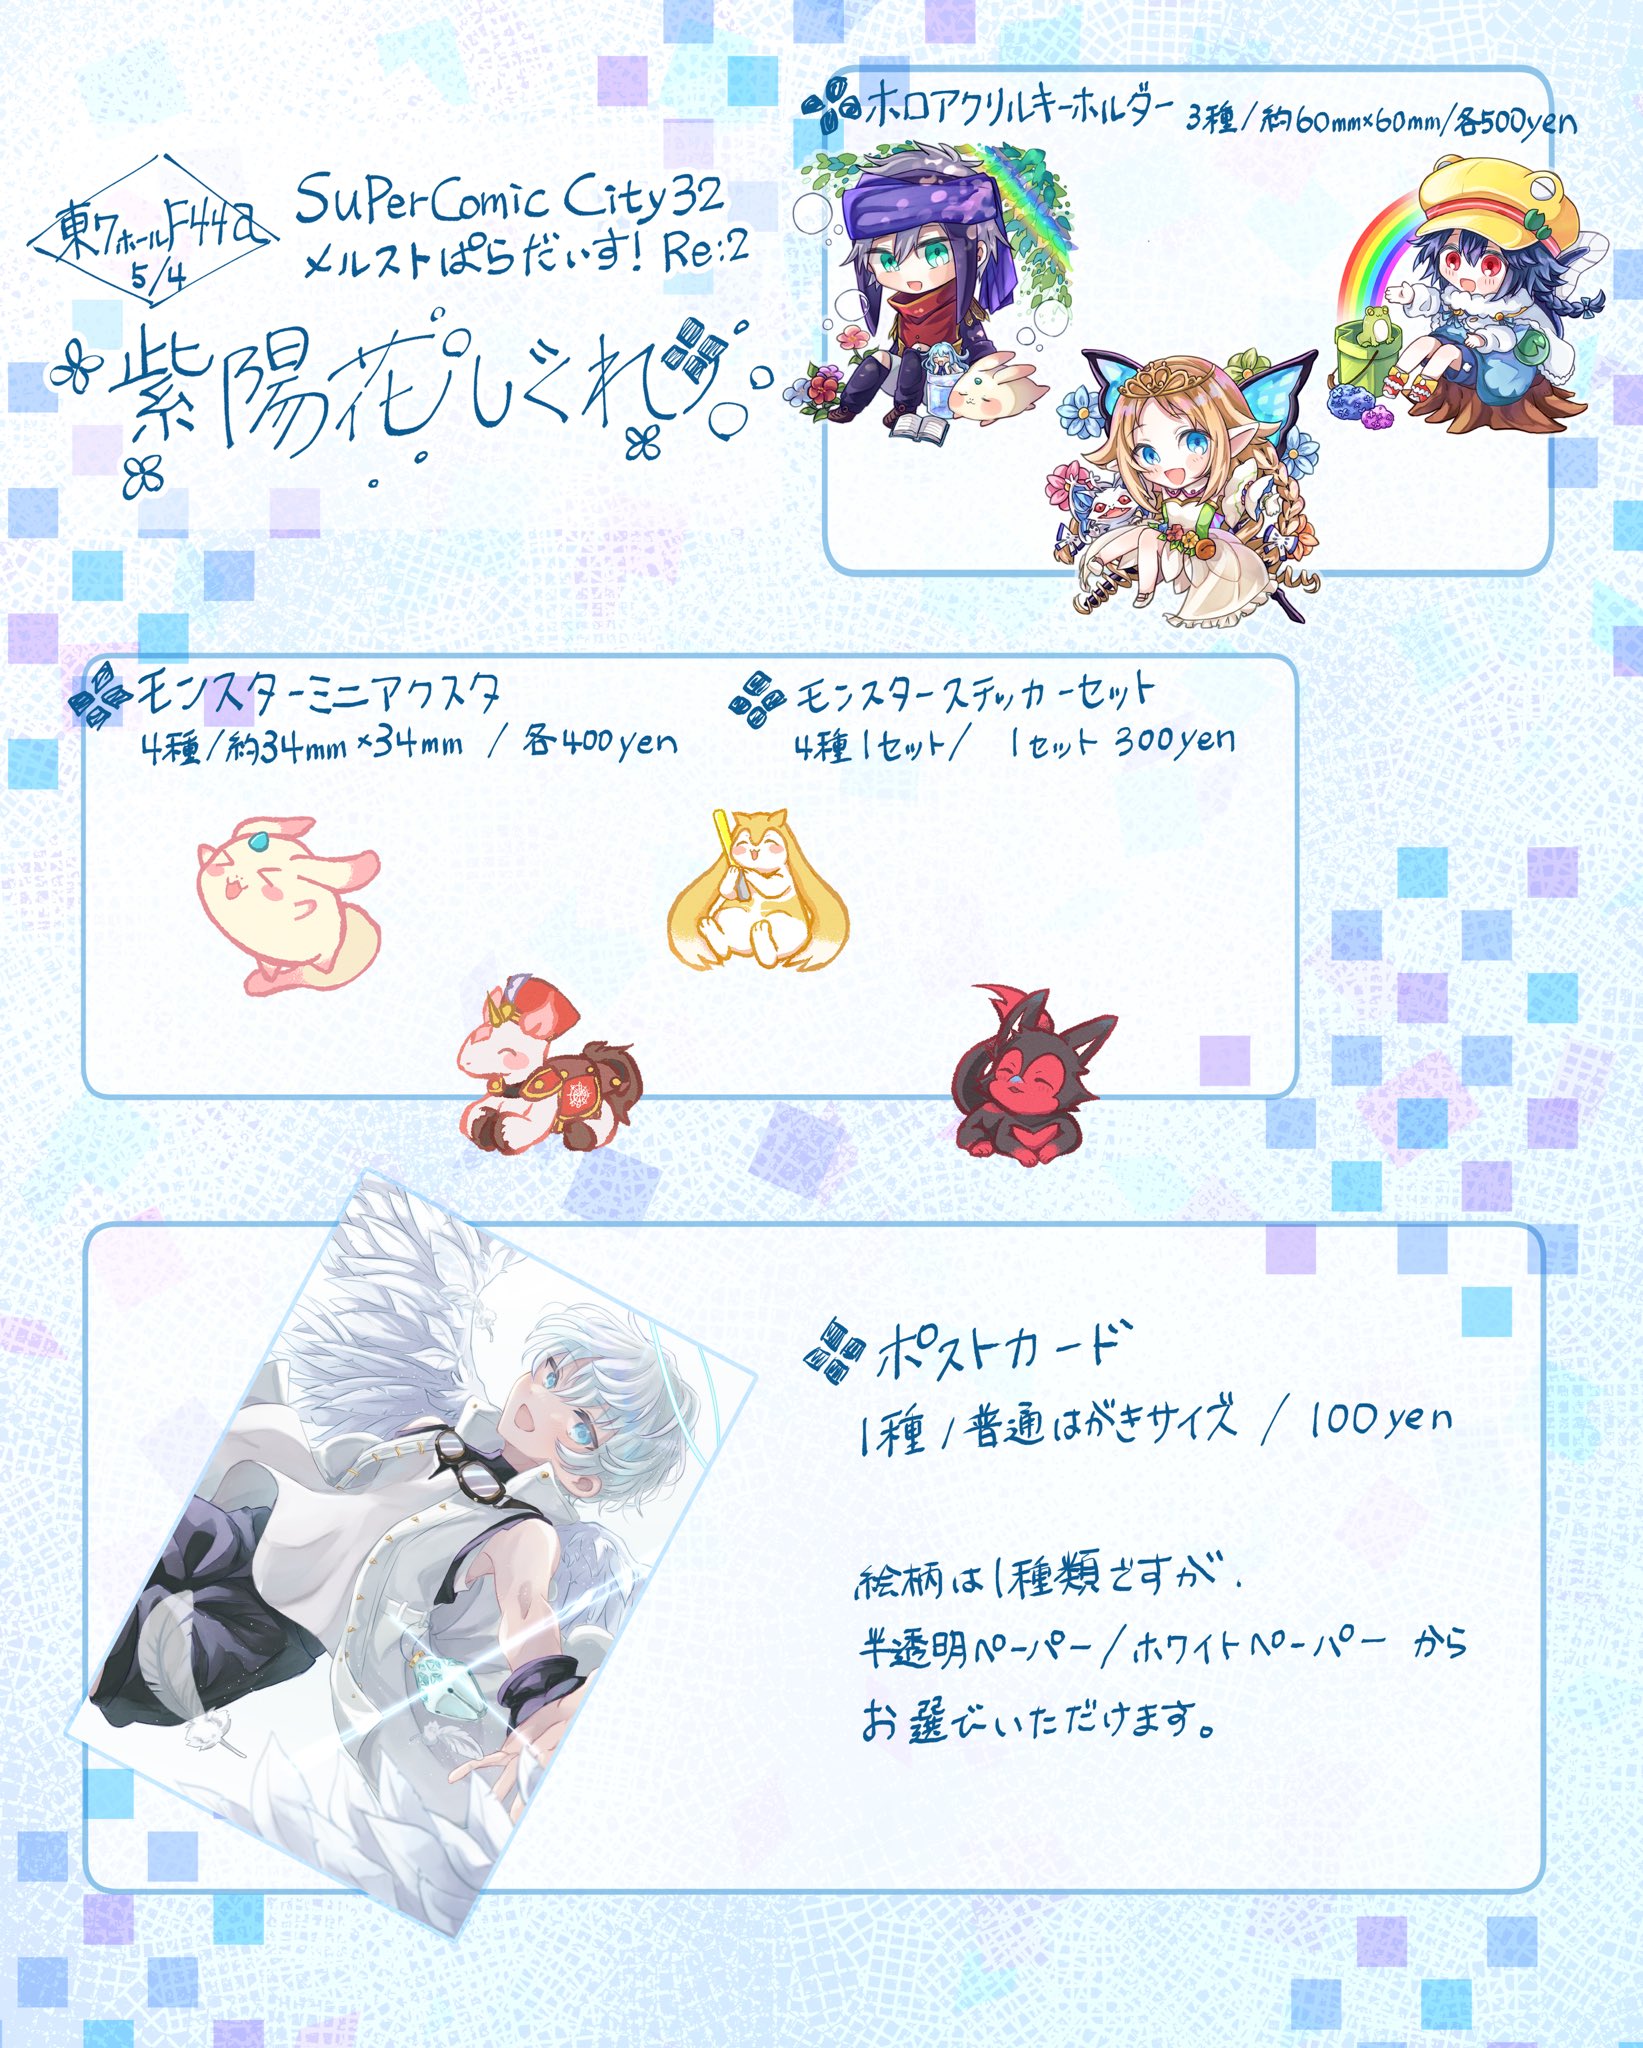 東7ホールF44a
5/4
SuPerComic City32
メルストぱらだいす! Re:2
紫陽花しぐれ
ホロアクリルキーホルダー 3種/約60mm×60mm/各500yen
モンスターミニアクスタ
4種/約34mm×34mm / 各400yen
モンスターステッカーセット
4種1セット/ 1セット 300yen
ポストカード
1種/普通はがきサイズ / 100yen
絵柄は1種類ですが、
半透明ペーパー/ホワイトペーパー から
お選びいただけます。